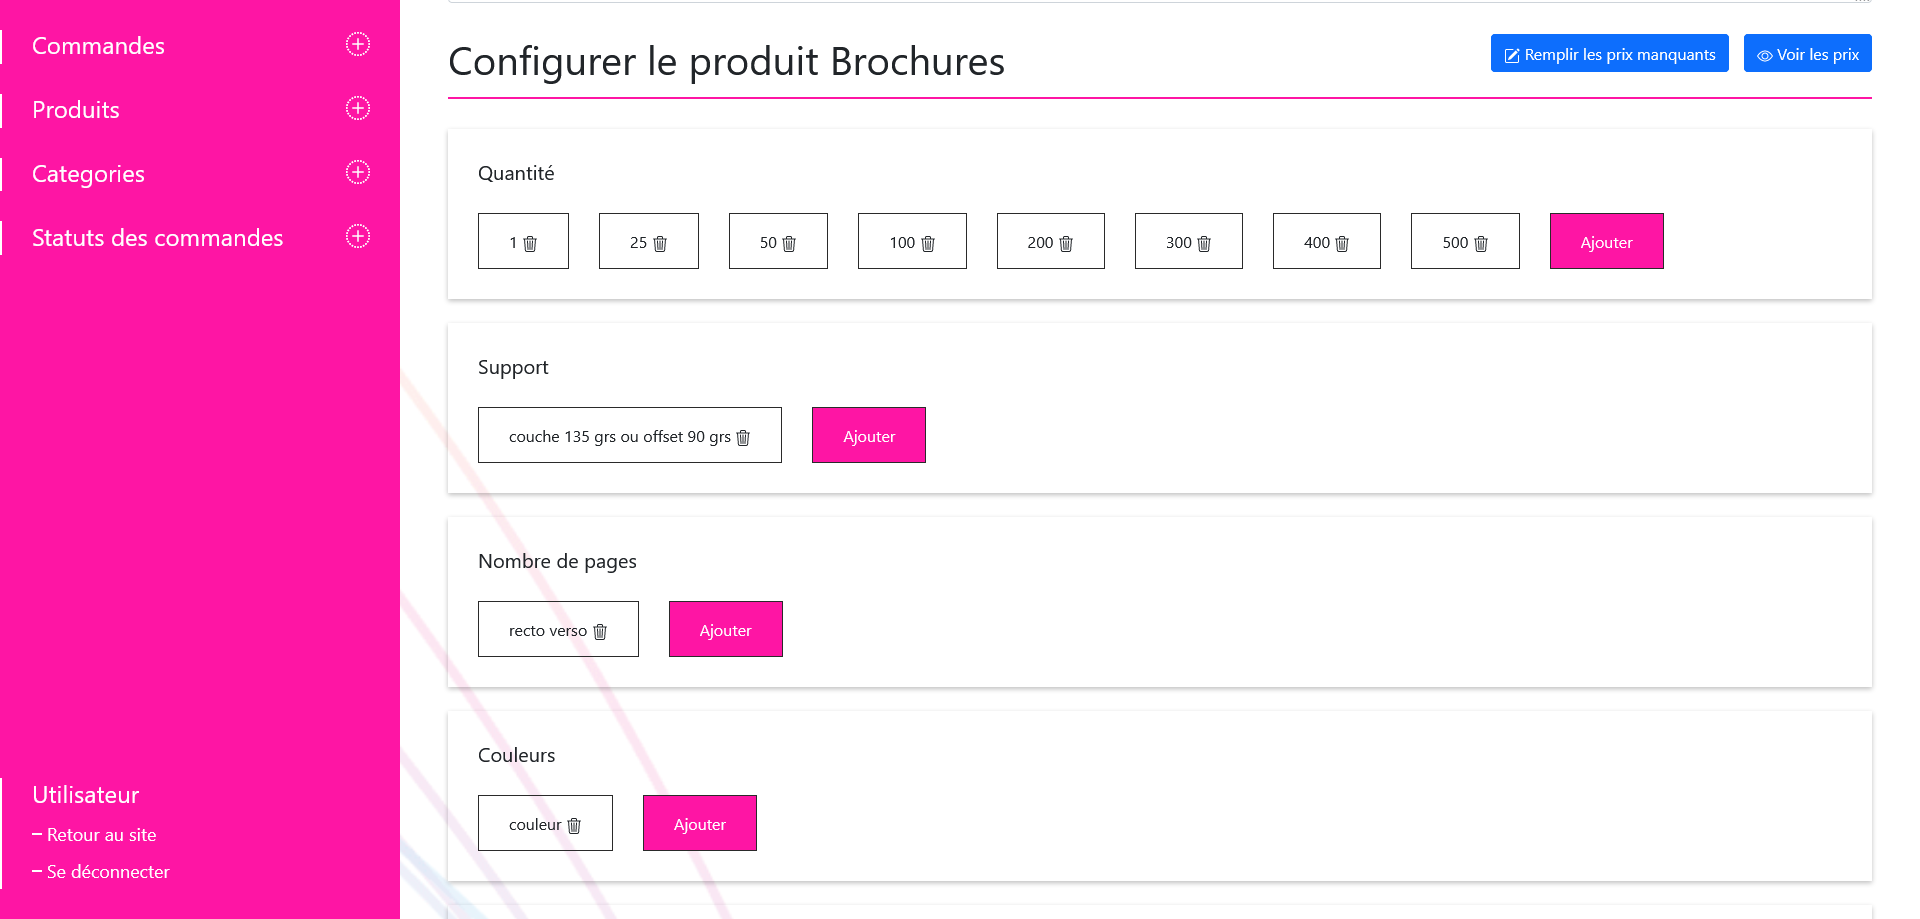 Commandes
Produits
Categories
Statuts des commandes
Utilisateur
– Retour au site
– Se déconnecter
Configurer le produit Brochures
Remplir les prix manquants
Voir les prix
Quantité
1 25 50 100 200 300 400 500 Ajouter
Support
couche 135 grs ou offset 90 grs Ajouter
Nombre de pages
recto verso Ajouter
Couleurs
couleur Ajouter